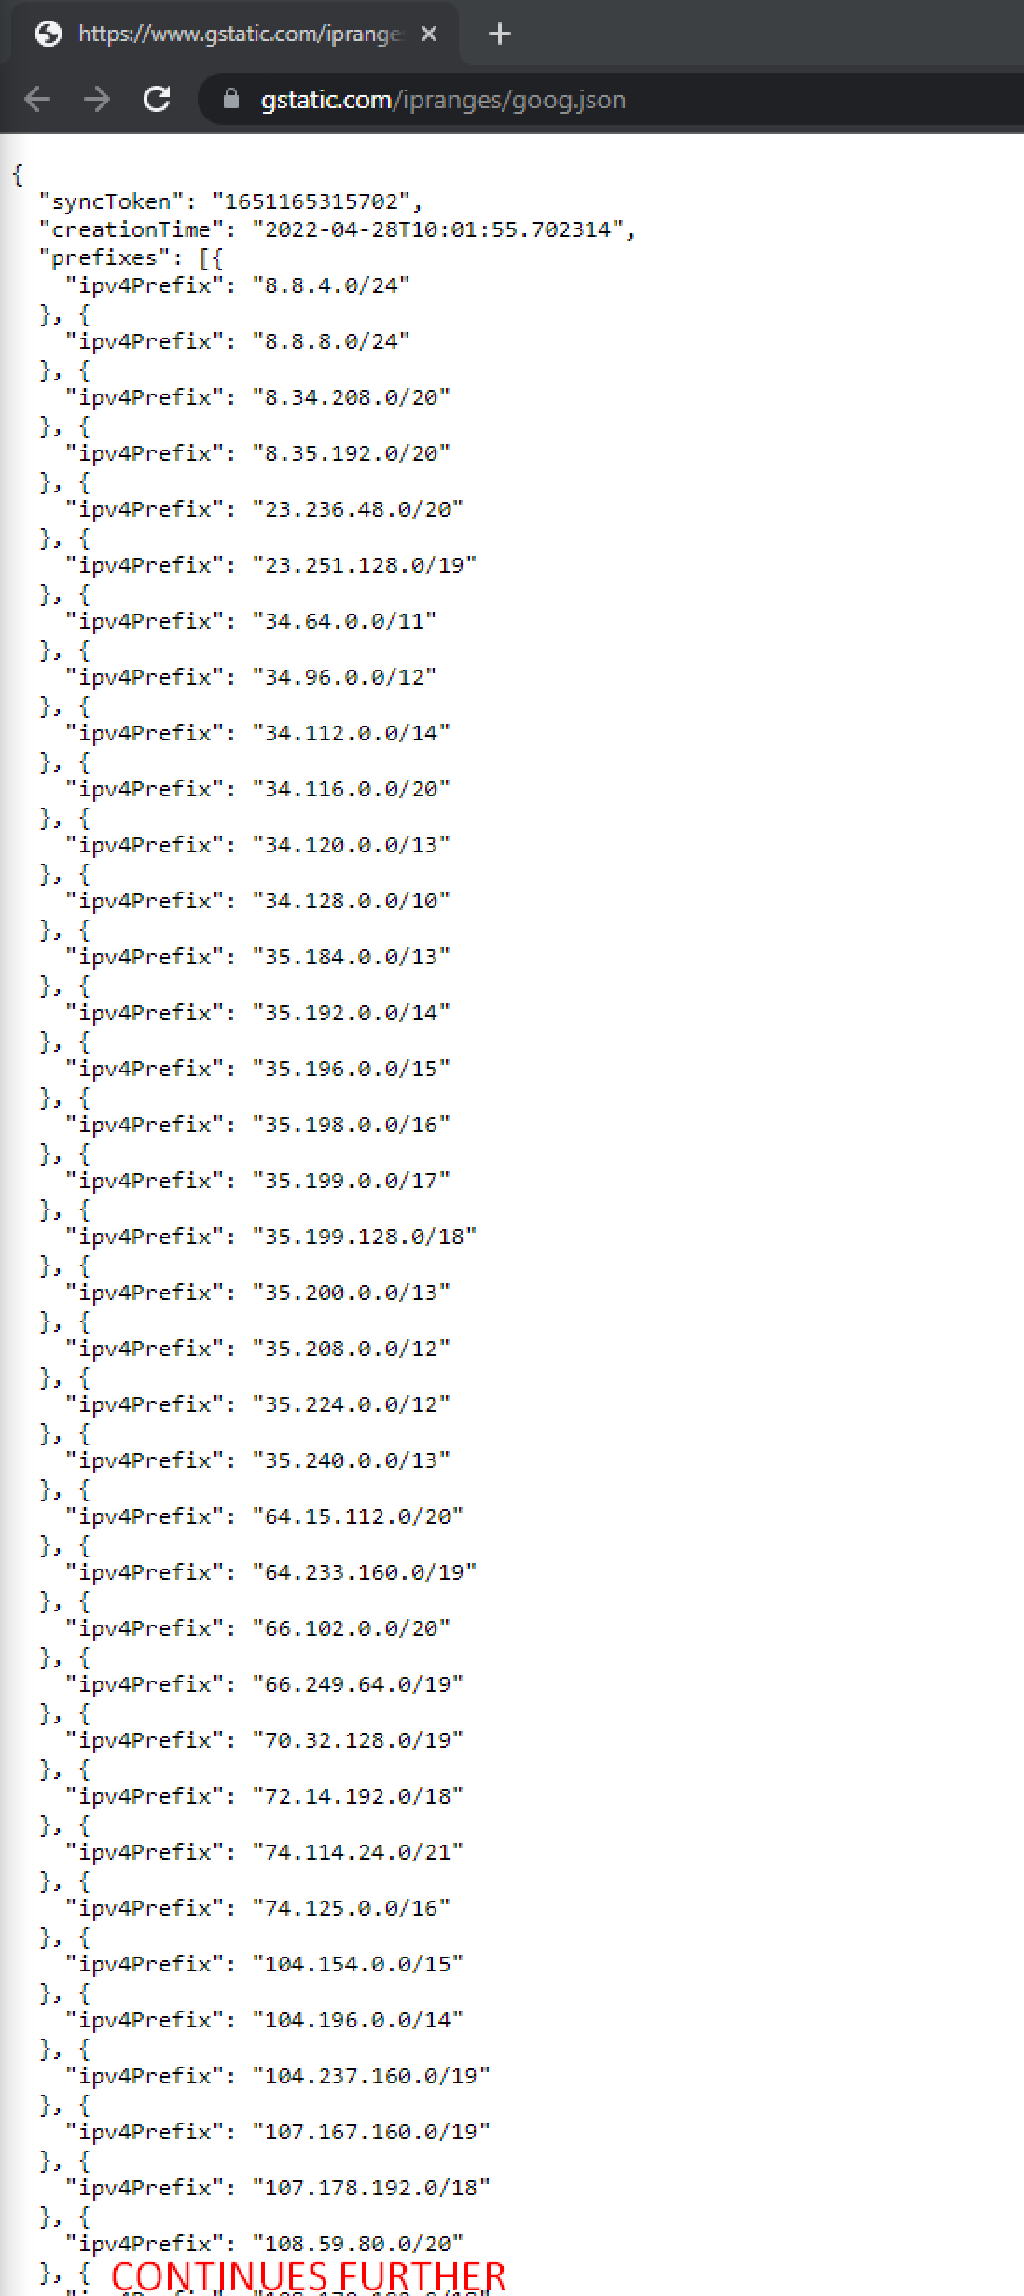 https://www.gstatic.com/iprange
gstatic.com/ipranges/goog.json
{
"syncToken": "1651165315702",
"creationTime": "2022-04-28T10:01:55.702314",
"prefixes": [{
"ipv4Prefix": "8.8.4.0/24"
}, {
"ipv4Prefix": "8.8.8.0/24"
}, {
"ipv4Prefix": "8.34.208.0/20"
}, {
"ipv4Prefix": "8.35.192.0/20"
}, {
"ipv4Prefix": "23.236.48.0/20"
}, {
"ipv4Prefix": "23.251.128.0/19"
}, {
"ipv4Prefix": "34.64.0.0/11"
}, {
"ipv4Prefix": "34.96.0.0/12"
}, {
"ipv4Prefix": "34.112.0.0/14"
}, {
"ipv4Prefix": "34.116.0.0/20"
}, {
"ipv4Prefix": "34.120.0.0/13"
}, {
"ipv4Prefix": "34.128.0.0/10"
}, {
"ipv4Prefix": "35.184.0.0/13"
}, {
"ipv4Prefix": "35.192.0.0/14"
}, {
"ipv4Prefix": "35.196.0.0/15"
}, {
"ipv4Prefix": "35.198.0.0/16"
}, {
"ipv4Prefix": "35.199.0.0/17"
}, {
"ipv4Prefix": "35.199.128.0/18"
}, {
"ipv4Prefix": "35.200.0.0/13"
}, {
"ipv4Prefix": "35.208.0.0/12"
}, {
"ipv4Prefix": "35.224.0.0/12"
}, {
"ipv4Prefix": "35.240.0.0/13"
}, {
"ipv4Prefix": "64.15.112.0/20"
}, {
"ipv4Prefix": "64.233.160.0/19"
}, {
"ipv4Prefix": "66.102.0.0/20"
}, {
"ipv4Prefix": "66.249.64.0/19"
}, {
"ipv4Prefix": "70.32.128.0/19"
}, {
"ipv4Prefix": "72.14.192.0/18"
}, {
"ipv4Prefix": "74.114.24.0/21"
}, {
"ipv4Prefix": "74.125.0.0/16"
}, {
"ipv4Prefix": "104.154.0.0/15"
}, {
"ipv4Prefix": "104.196.0.0/14"
}, {
"ipv4Prefix": "104.237.160.0/19"
}, {
"ipv4Prefix": "107.167.160.0/19"
}, {
"ipv4Prefix": "107.178.192.0/18"
}, {
"ipv4Prefix": "108.59.80.0/20"
}, { CONTINUES FURTHER